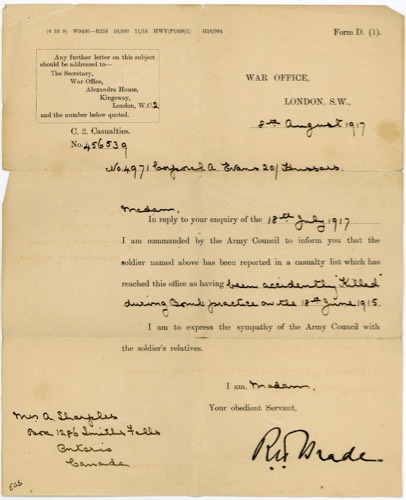 (6 53 9) W9430—R554 10,000 11/16 HWV(P1606/1) G16/994
Form D. (1).
Any further letter on this subject
should be addressed to—
The Secretary,
War Office,
Alexandra House,
Kingsway,
London, W.C.2
and the number below quoted.
WAR OFFICE,
LONDON, S.W.,
8th August 1917
C. 2. Casualties.
No. 456539
No. 4971 Corporal A. Evans 20/Hussars.
Madam,
In reply to your enquiry of the 18th July 1917
I am commanded by the Army Council to inform you that the
soldier named above has been reported in a casualty list which has
reached this office as having been accidently "Killed"
during Bomb practice on the 18th June 1915.
I am to express the sympathy of the Army Council with
the soldier's relatives.
I am, Madam,
Your obedient Servant,
Mrs A Sharples
Box 1286 Smiths Falls
Ontario
Canada
EGS